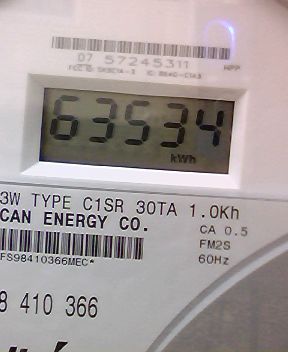 07 57245311
63534
kWh
3W TYPE C1SR 30TA 1.0Kh
CAN ENERGY CO.
CA 0.5
FM2S
FS98410366MEC*
60Hz
8 410 366